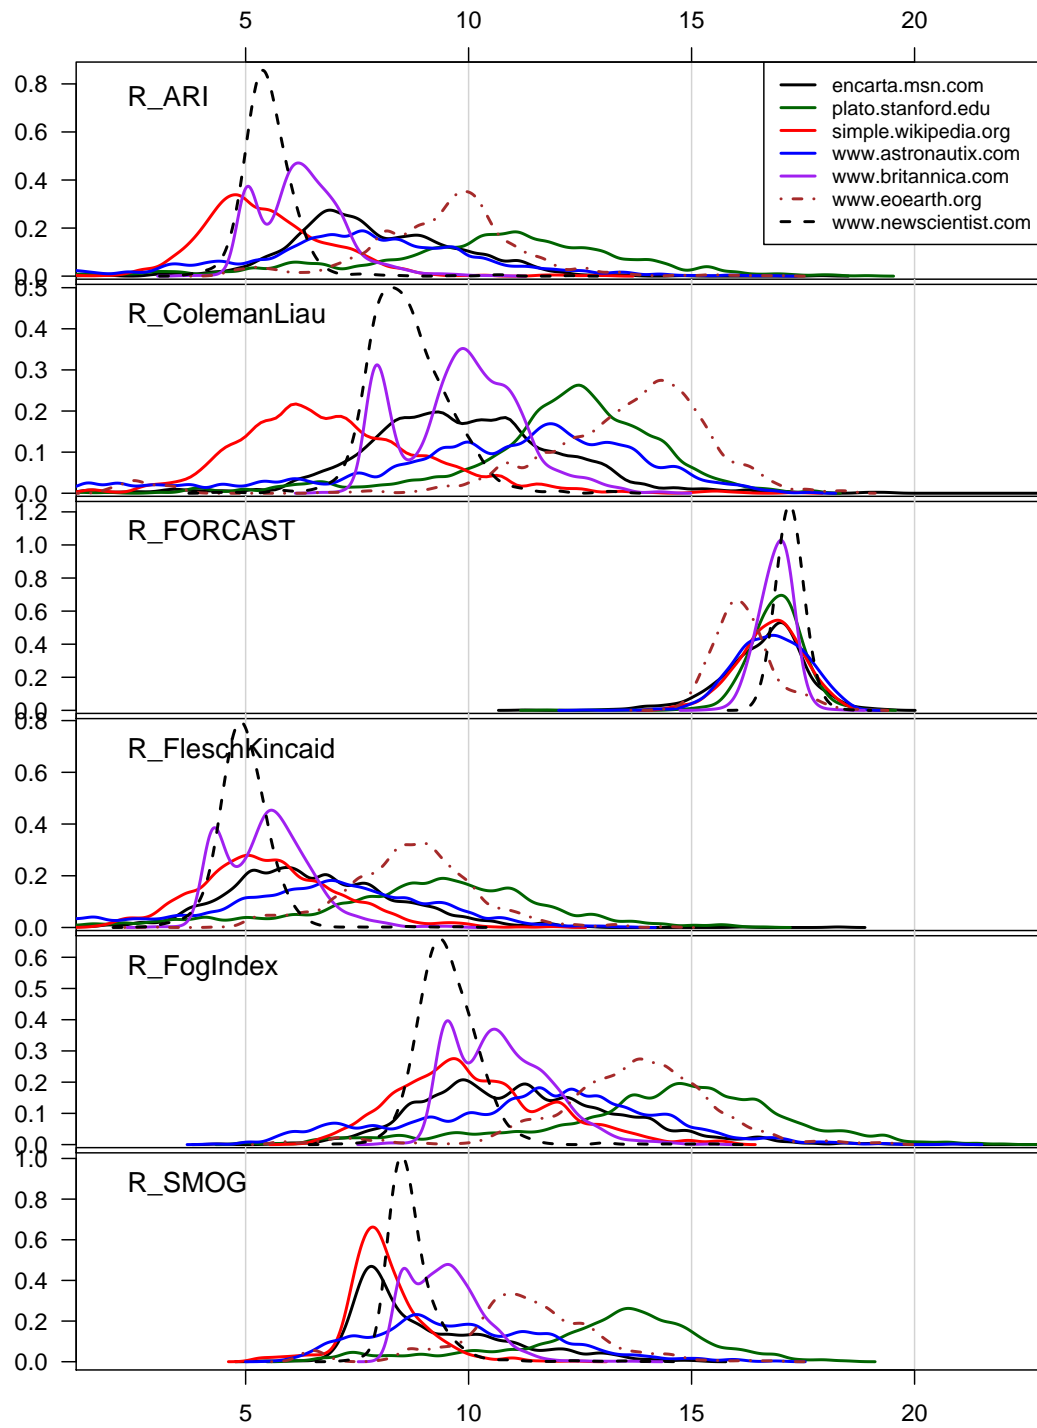 5 10 15 20
R_ARI
0.8
0.6
0.4
0.2
0.0
encarta.msn.com
plato.stanford.edu
simple.wikipedia.org
www.astronautix.com
www.britannica.com
www.eoearth.org
www.newscientist.com
R_ColemanLiau
0.5
0.4
0.3
0.2
0.1
0.0
R_FORCAST
1.2
1.0
0.8
0.6
0.4
0.2
0.0
R_FleschKincaid
0.8
0.6
0.4
0.2
0.0
R_FogIndex
0.6
0.5
0.4
0.3
0.2
0.1
0.0
R_SMOG
1.0
0.8
0.6
0.4
0.2
0.0
5 10 15 20